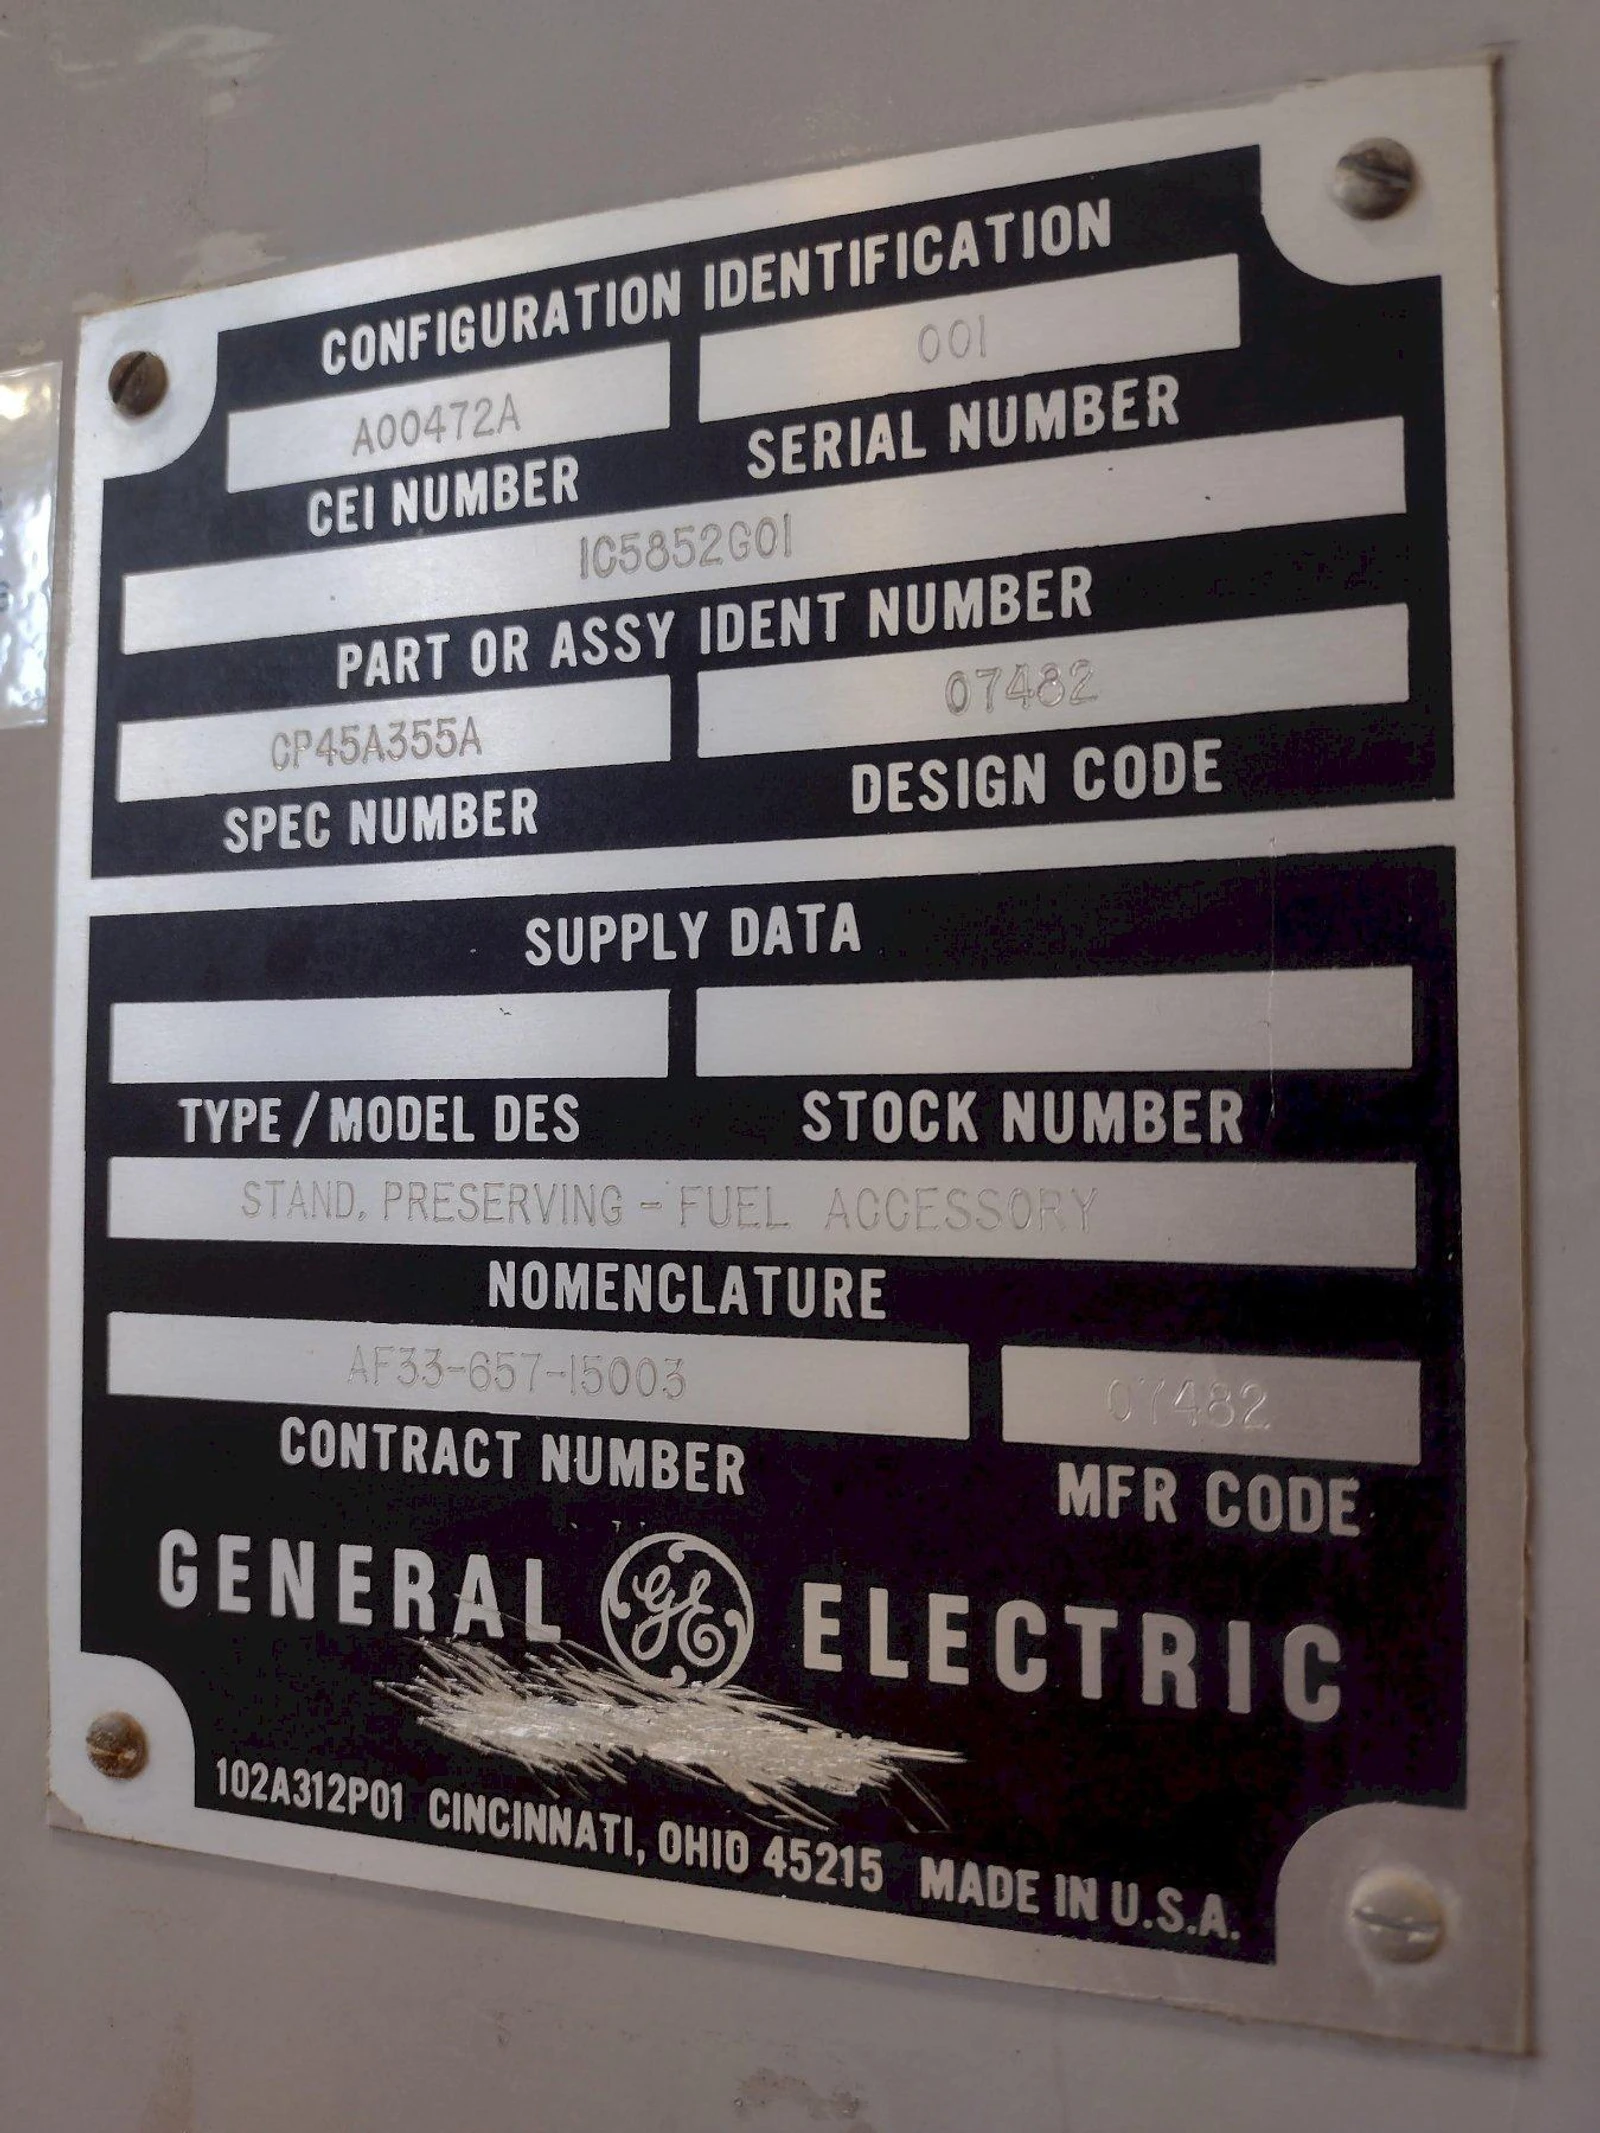 CONFIGURATION IDENTIFICATION
A00472A 001
CEI NUMBER SERIAL NUMBER
1C5852G01
PART OR ASSY IDENT NUMBER
CP45A355A 07482
SPEC NUMBER DESIGN CODE
SUPPLY DATA
TYPE / MODEL DES STOCK NUMBER
STAND, PRESERVING - FUEL ACCESSORY
NOMENCLATURE
AF33-657-15003 07482
CONTRACT NUMBER MFR CODE
GENERAL GE ELECTRIC
102A312P01 CINCINNATI, OHIO 45215 MADE IN U.S.A.